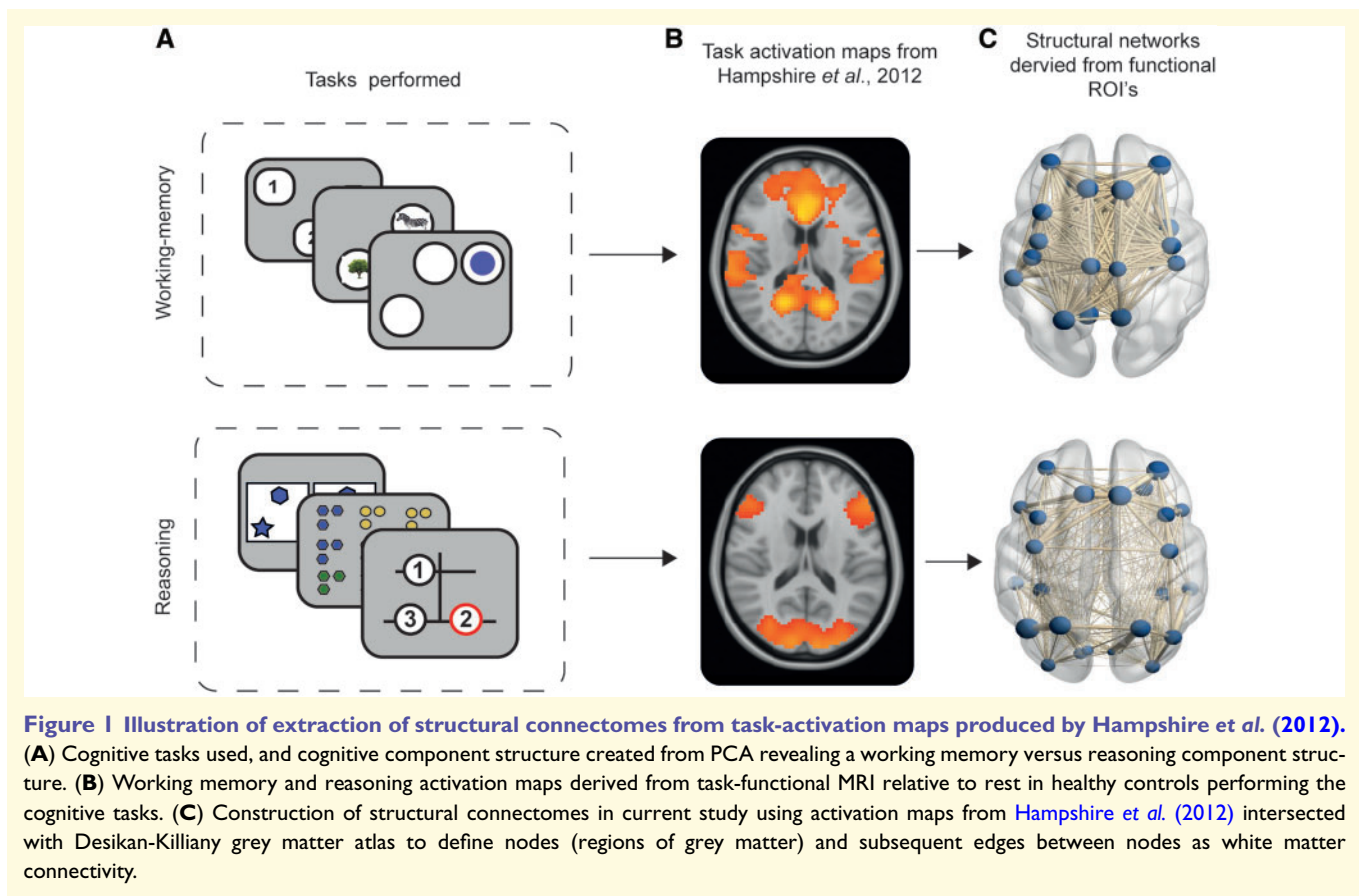 A
Tasks performed
B
Task activation maps from
Hampshire et al., 2012
C
Structural networks
dervied from functional
ROI's
Working-memory
1
2
Reasoning
1
3
2
Figure 1 Illustration of extraction of structural connectomes from task-activation maps produced by Hampshire et al. (2012).
(A) Cognitive tasks used, and cognitive component structure created from PCA revealing a working memory versus reasoning component struc-
ture. (B) Working memory and reasoning activation maps derived from task-functional MRI relative to rest in healthy controls performing the
cognitive tasks. (C) Construction of structural connectomes in current study using activation maps from Hampshire et al. (2012) intersected
with Desikan-Killiany grey matter atlas to define nodes (regions of grey matter) and subsequent edges between nodes as white matter
connectivity.